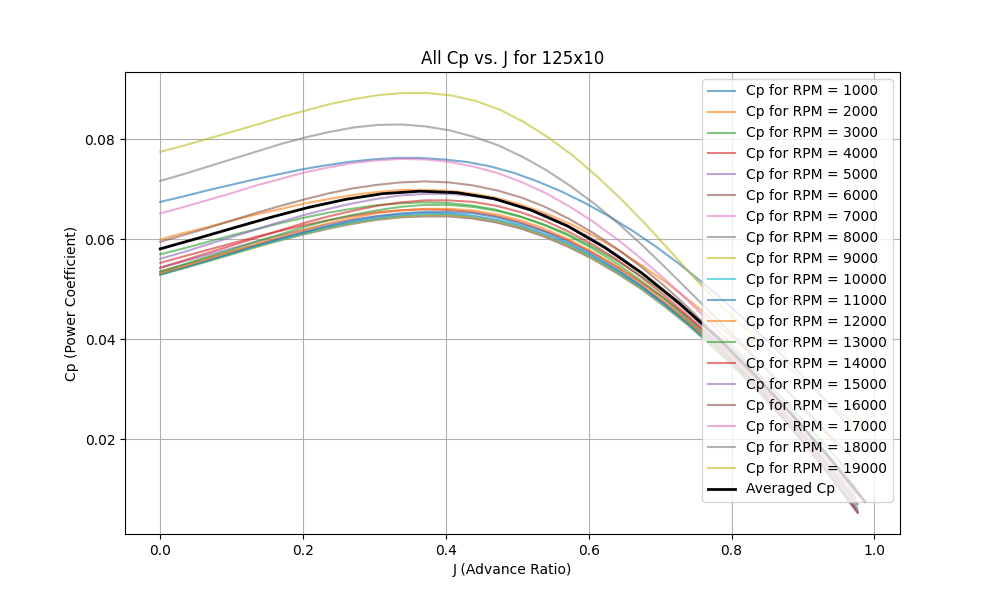 All Cp vs. J for 125x10
Cp (Power Coefficient)
0.08
0.06
0.04
0.02
0.0
0.2
0.4
0.6
0.8
1.0
J (Advance Ratio)
Cp for RPM = 1000
Cp for RPM = 2000
Cp for RPM = 3000
Cp for RPM = 4000
Cp for RPM = 5000
Cp for RPM = 6000
Cp for RPM = 7000
Cp for RPM = 8000
Cp for RPM = 9000
Cp for RPM = 10000
Cp for RPM = 11000
Cp for RPM = 12000
Cp for RPM = 13000
Cp for RPM = 14000
Cp for RPM = 15000
Cp for RPM = 16000
Cp for RPM = 17000
Cp for RPM = 18000
Cp for RPM = 19000
Averaged Cp